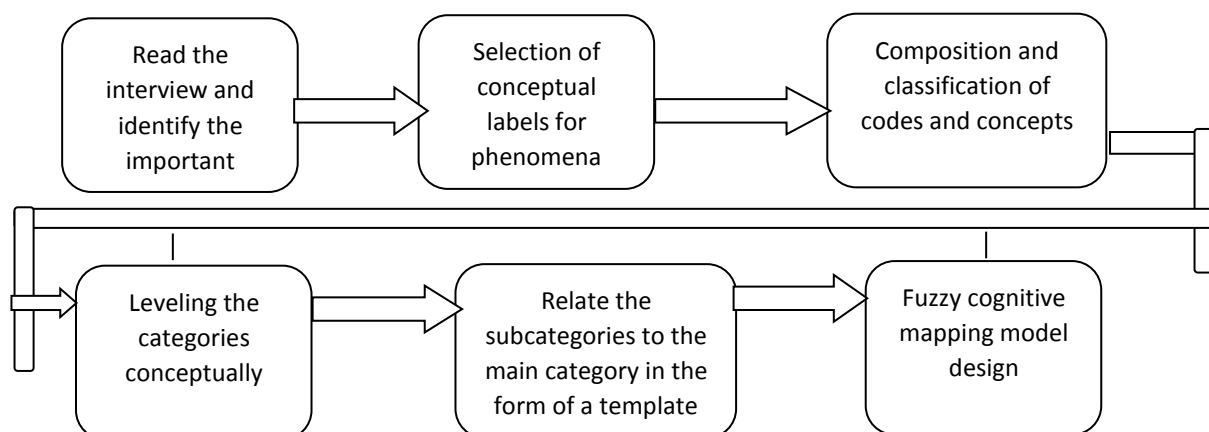 Read the
interview and
identify the
important
Selection of
conceptual
labels for
phenomena
Composition and
classification of
codes and concepts
Leveling the
categories
conceptually
Relate the
subcategories to the
main category in the
form of a template
Fuzzy cognitive
mapping model
design